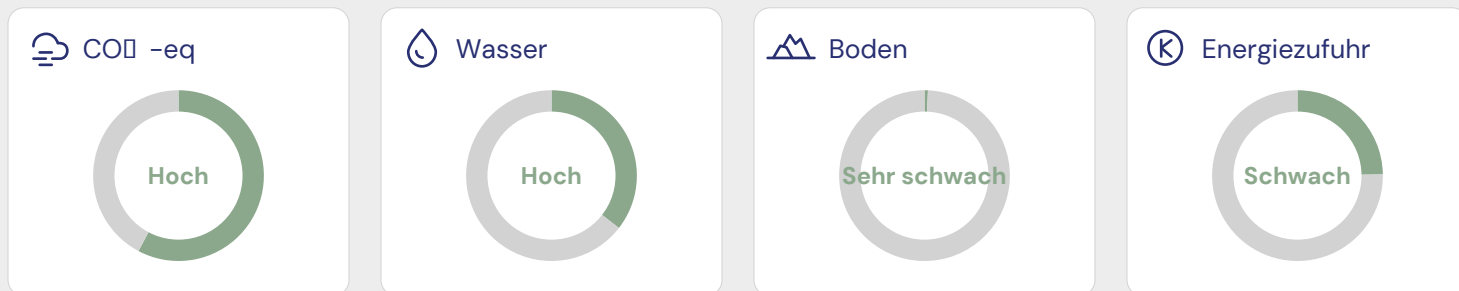 CO▯ -eq
Hoch
Wasser
Hoch
Boden
Sehr schwach
Energiezufuhr
Schwach